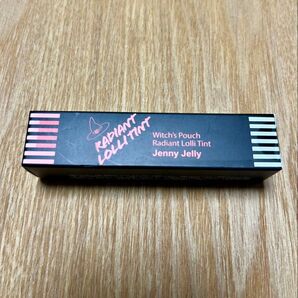 RADIANT
LOLLI TINT
Witch's Pouch
Radiant Lolli Tint
Jenny Jelly